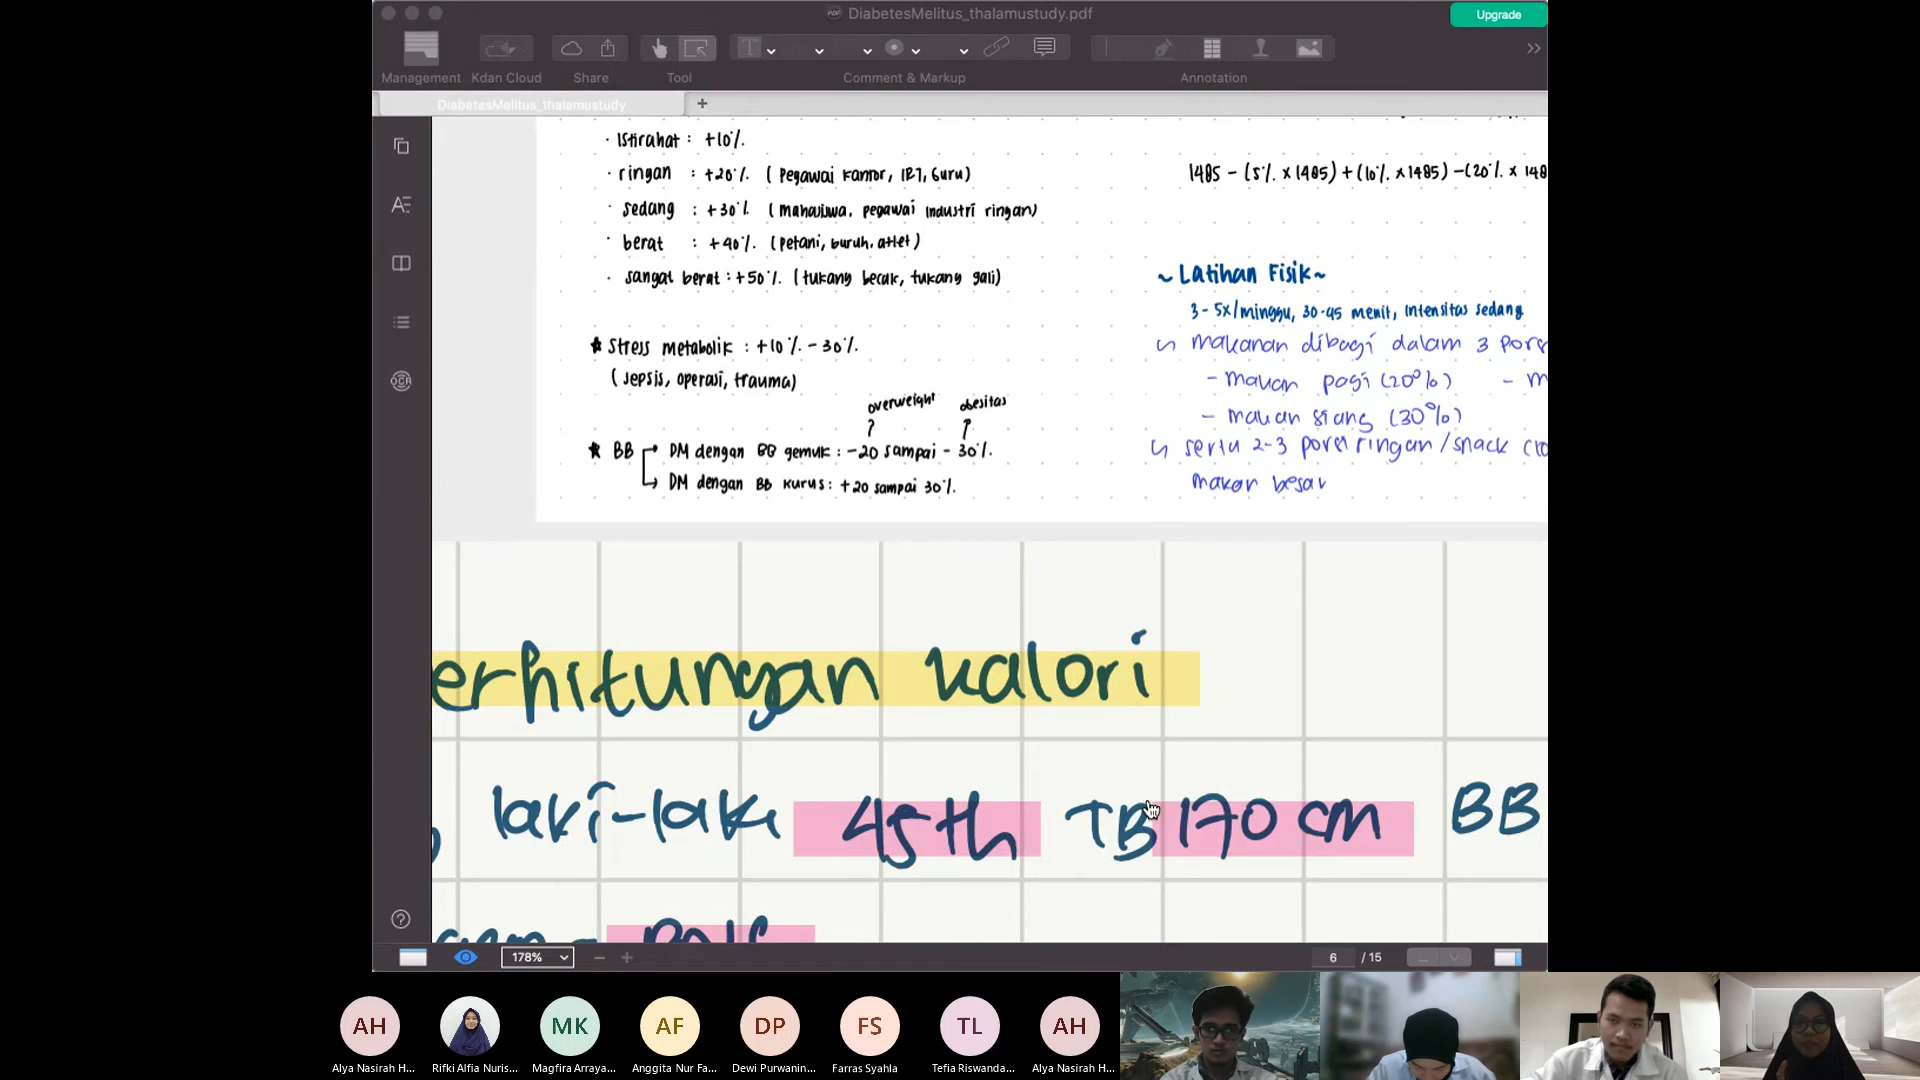 DiabetesMelitus_thalamustudy.pdf
Upgrade
Management
Kdan Cloud
Share
Tool
Comment & Markup
Annotation
DiabetesMelitus_thalamustudy
+
· Istirahat : +10%.
· ringan : +20%. (Pegawai Kantor, IRT, Guru)
· sedang : +30%. (mahasiswa, pegawai industri ringan)
· berat : +40%. (petani, buruh, atlet)
· sangat berat : +50%. (tukang becak, tukang gali)
★ Stress metabolik : +10% - 30%.
(sepsis, operasi, trauma)
overweight obesitas
★ BB DM dengan BB gemuk : -20 sampai - 30%.
DM dengan BB kurus : +20 sampai 30%.
1485 - (5% x 1485) + (10% x 1485) - (20% x 148
~ Latihan Fisik ~
3 - 5x/minggu, 30-45 menit, intensitas sedang
makanan dibagi dalam 3 pors
- makan pagi (20%) - m
- makan siang (30%)
serta 2-3 porsi ringan/snack (10
makan besar
erhitungan kalori
laki-laki 45th TB 170 cm BB
OCR
178%
6 / 15
AH
MK
AF
DP
FS
TL
AH
Alya Nasirah H...
Rifki Alfia Nuris...
Magfira Arraya...
Anggita Nur Fa...
Dewi Purwanin...
Farras Syahla
Tefia Riswanda...
Alya Nasirah H...